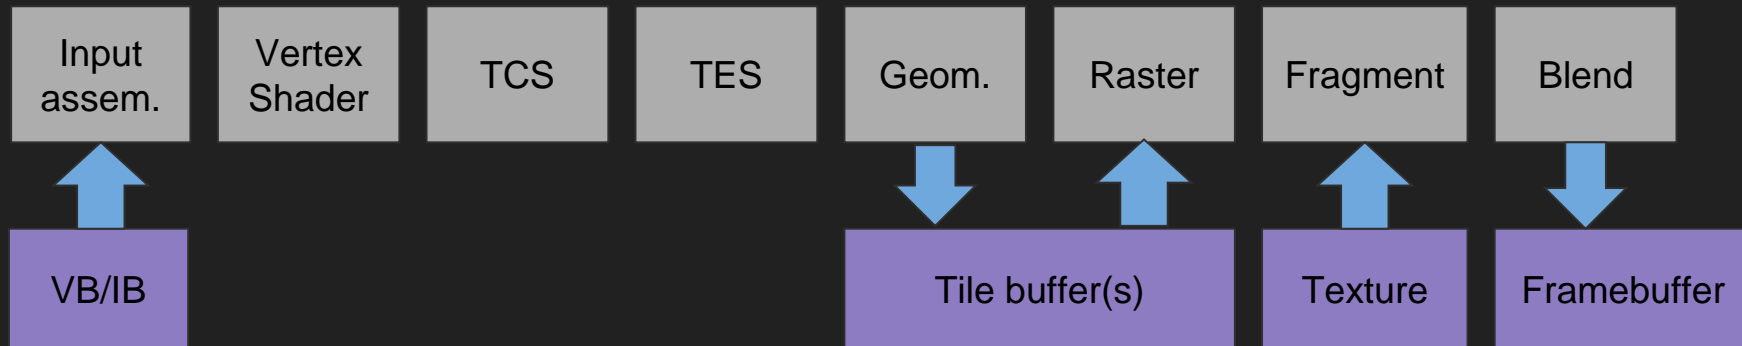 Input
assem.
Vertex
Shader
TCS
TES
Geom.
Raster
Fragment
Blend
VB/IB
Tile buffer(s)
Texture
Framebuffer